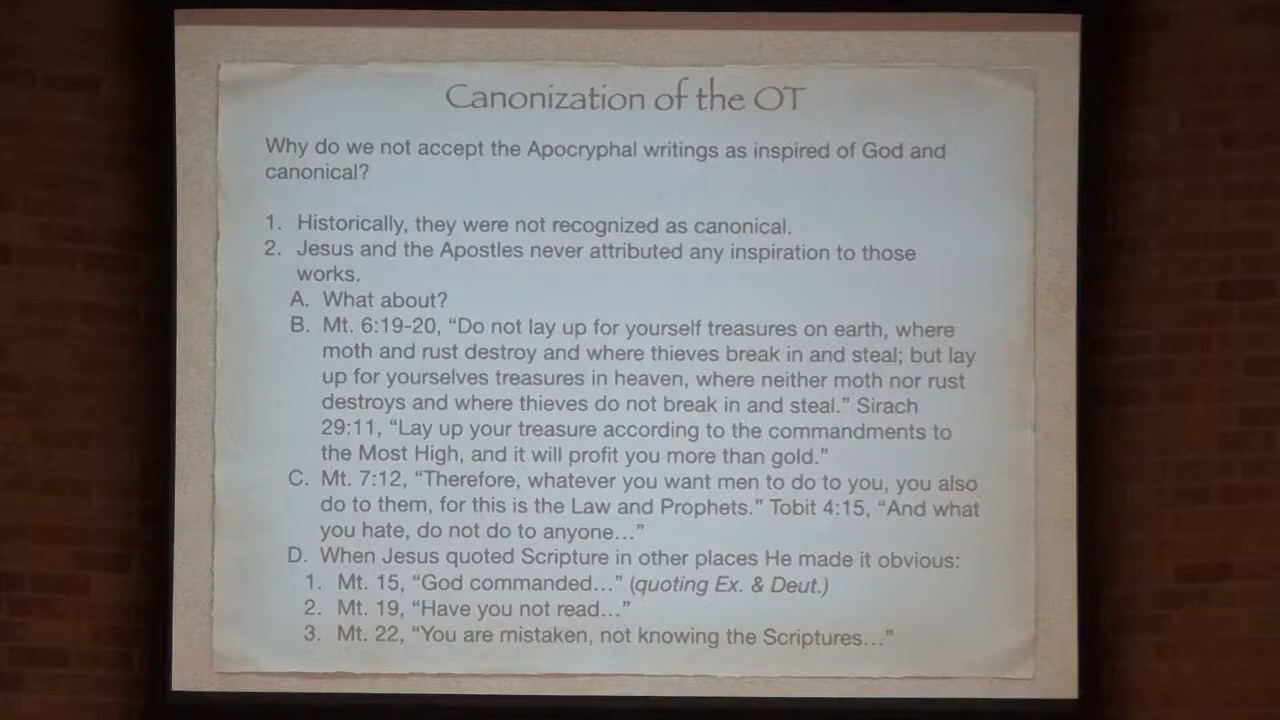 Canonization of the OT
Why do we not accept the Apocryphal writings as inspired of God and
canonical?
1. Historically, they were not recognized as canonical.
2. Jesus and the Apostles never attributed any inspiration to those
works.
A. What about?
B. Mt. 6:19-20, “Do not lay up for yourself treasures on earth, where
moth and rust destroy and where thieves break in and steal; but lay
up for yourselves treasures in heaven, where neither moth nor rust
destroys and where thieves do not break in and steal.” Sirach
29:11, “Lay up your treasure according to the commandments to
the Most High, and it will profit you more than gold.”
C. Mt. 7:12, “Therefore, whatever you want men to do to you, you also
do to them, for this is the Law and Prophets.” Tobit 4:15, “And what
you hate, do not do to anyone…”
D. When Jesus quoted Scripture in other places He made it obvious:
1. Mt. 15, “God commanded…” (quoting Ex. & Deut.)
2. Mt. 19, “Have you not read…”
3. Mt. 22, “You are mistaken, not knowing the Scriptures…”